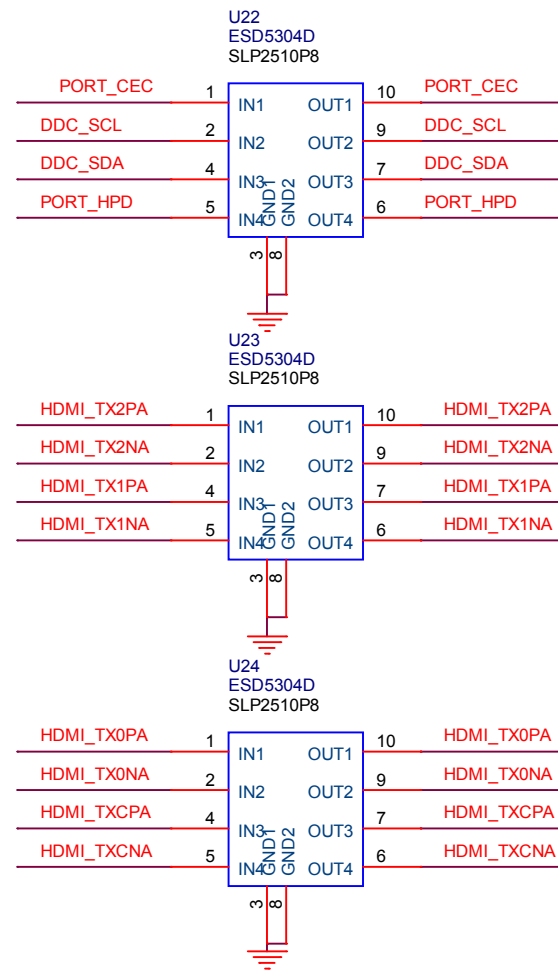 U22
ESD5304D
SLP2510P8
PORT_CEC 1 IN1 OUT1 10 PORT_CEC
DDC_SCL 2 IN2 OUT2 9 DDC_SCL
DDC_SDA 4 IN3 OUT3 7 DDC_SDA
PORT_HPD 5 IN4 OUT4 6 PORT_HPD
GND1 GND2
3 8
U23
ESD5304D
SLP2510P8
HDMI_TX2PA 1 IN1 OUT1 10 HDMI_TX2PA
HDMI_TX2NA 2 IN2 OUT2 9 HDMI_TX2NA
HDMI_TX1PA 4 IN3 OUT3 7 HDMI_TX1PA
HDMI_TX1NA 5 IN4 OUT4 6 HDMI_TX1NA
GND1 GND2
3 8
U24
ESD5304D
SLP2510P8
HDMI_TX0PA 1 IN1 OUT1 10 HDMI_TX0PA
HDMI_TX0NA 2 IN2 OUT2 9 HDMI_TX0NA
HDMI_TXCPA 4 IN3 OUT3 7 HDMI_TXCPA
HDMI_TXCNA 5 IN4 OUT4 6 HDMI_TXCNA
GND1 GND2
3 8